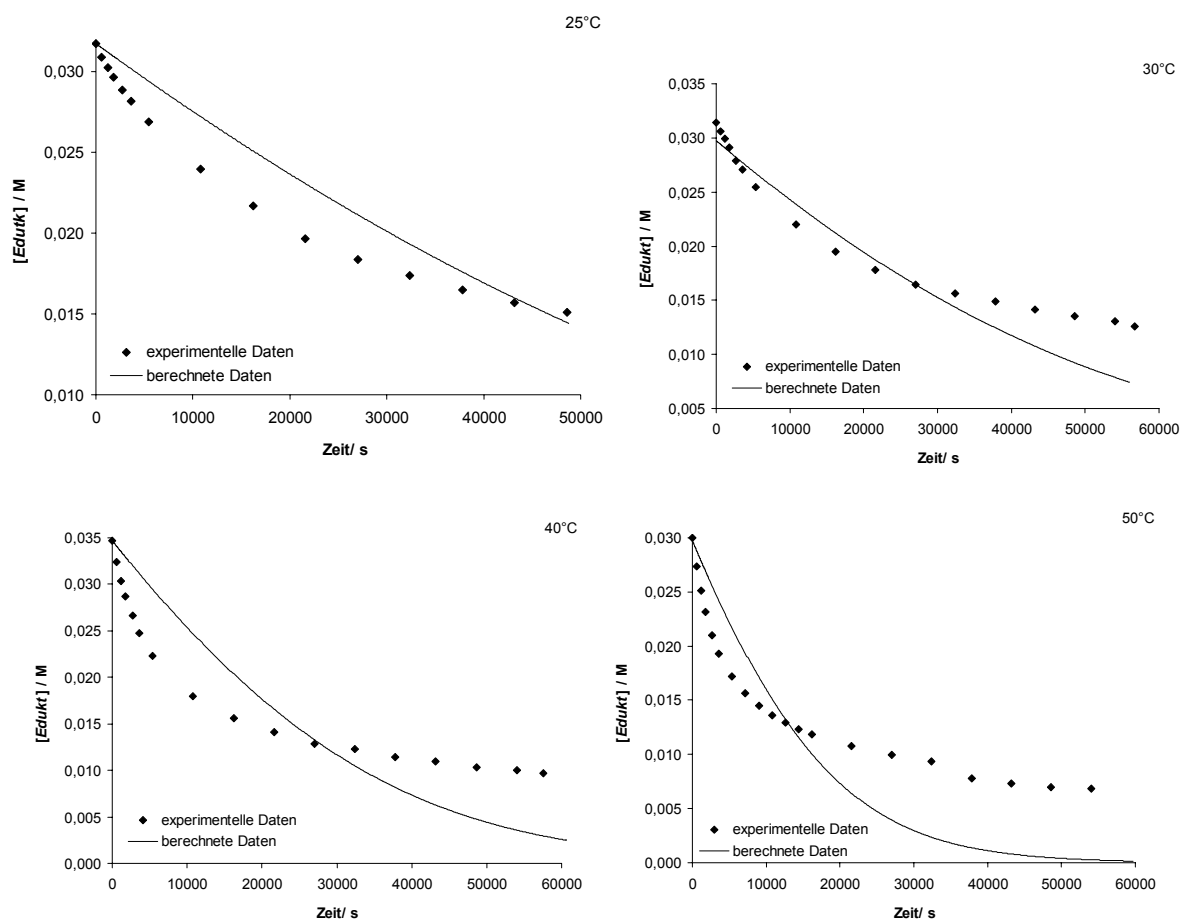 25°C
0,030
0,025
0,020
0,015
0,010
[Edutk] / M
experimentelle Daten
berechnete Daten
0 10000 20000 30000 40000 50000
Zeit/ s
30°C
0,035
0,030
0,025
0,020
0,015
0,010
0,005
[Edukt] / M
experimentelle Daten
berechnete Daten
0 10000 20000 30000 40000 50000 60000
Zeit/ s
40°C
0,035
0,030
0,025
0,020
0,015
0,010
0,005
0,000
[Edukt] / M
experimentelle Daten
berechnete Daten
0 10000 20000 30000 40000 50000 60000
Zeit/ s
50°C
0,030
0,025
0,020
0,015
0,010
0,005
0,000
[Edukt] / M
experimentelle Daten
berechnete Daten
0 10000 20000 30000 40000 50000 60000
Zeit/ s